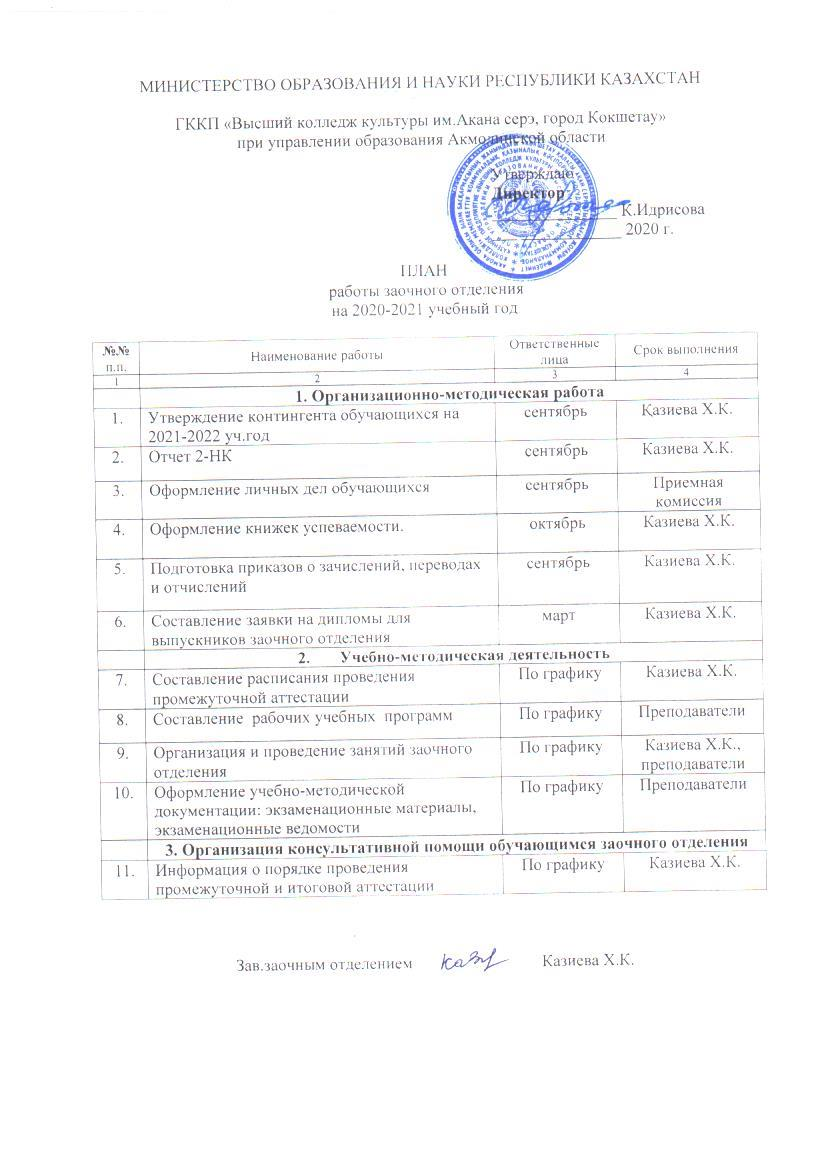 МИНИСТЕРСТВО ОБРАЗОВАНИЯ И НАУКИ РЕСПУБЛИКИ КАЗАХСТАН
ГККП «Высший колледж культуры им.Акана серэ, город Кокшетау»
при управлении образования Акмолинской области
Утверждаю
Директор
К.Идрисова
2020 г.
ПЛАН
работы заочного отделения
на 2020-2021 учебный год
№№ п.п. Наименование работы Ответственные лица Срок выполнения
1 2 3 4
1. Организационно-методическая работа
1. Утверждение контингента обучающихся на сентябрь Казиева Х.К.
2021-2022 уч.год
2. Отчет 2-НК сентябрь Казиева Х.К.
3. Оформление личных дел обучающихся сентябрь Приемная
комиссия
4. Оформление книжек успеваемости. октябрь Казиева Х.К.
5. Подготовка приказов о зачислений, переводах сентябрь Казиева Х.К.
и отчислений
6. Составление заявки на дипломы для март Казиева Х.К.
выпускников заочного отделения
2. Учебно-методическая деятельность
7. Составление расписания проведения По графику Казиева Х.К.
промежуточной аттестации
8. Составление рабочих учебных программ По графику Преподаватели
9. Организация и проведение занятий заочного По графику Казиева Х.К.,
отделения преподаватели
10. Оформление учебно-методической По графику Преподаватели
документации: экзаменационные материалы,
экзаменационные ведомости
3. Организация консультативной помощи обучающимся заочного отделения
11. Информация о порядке проведения По графику Казиева Х.К.
промежуточной и итоговой аттестации
Зав.заочным отделением Казиева Х.К.